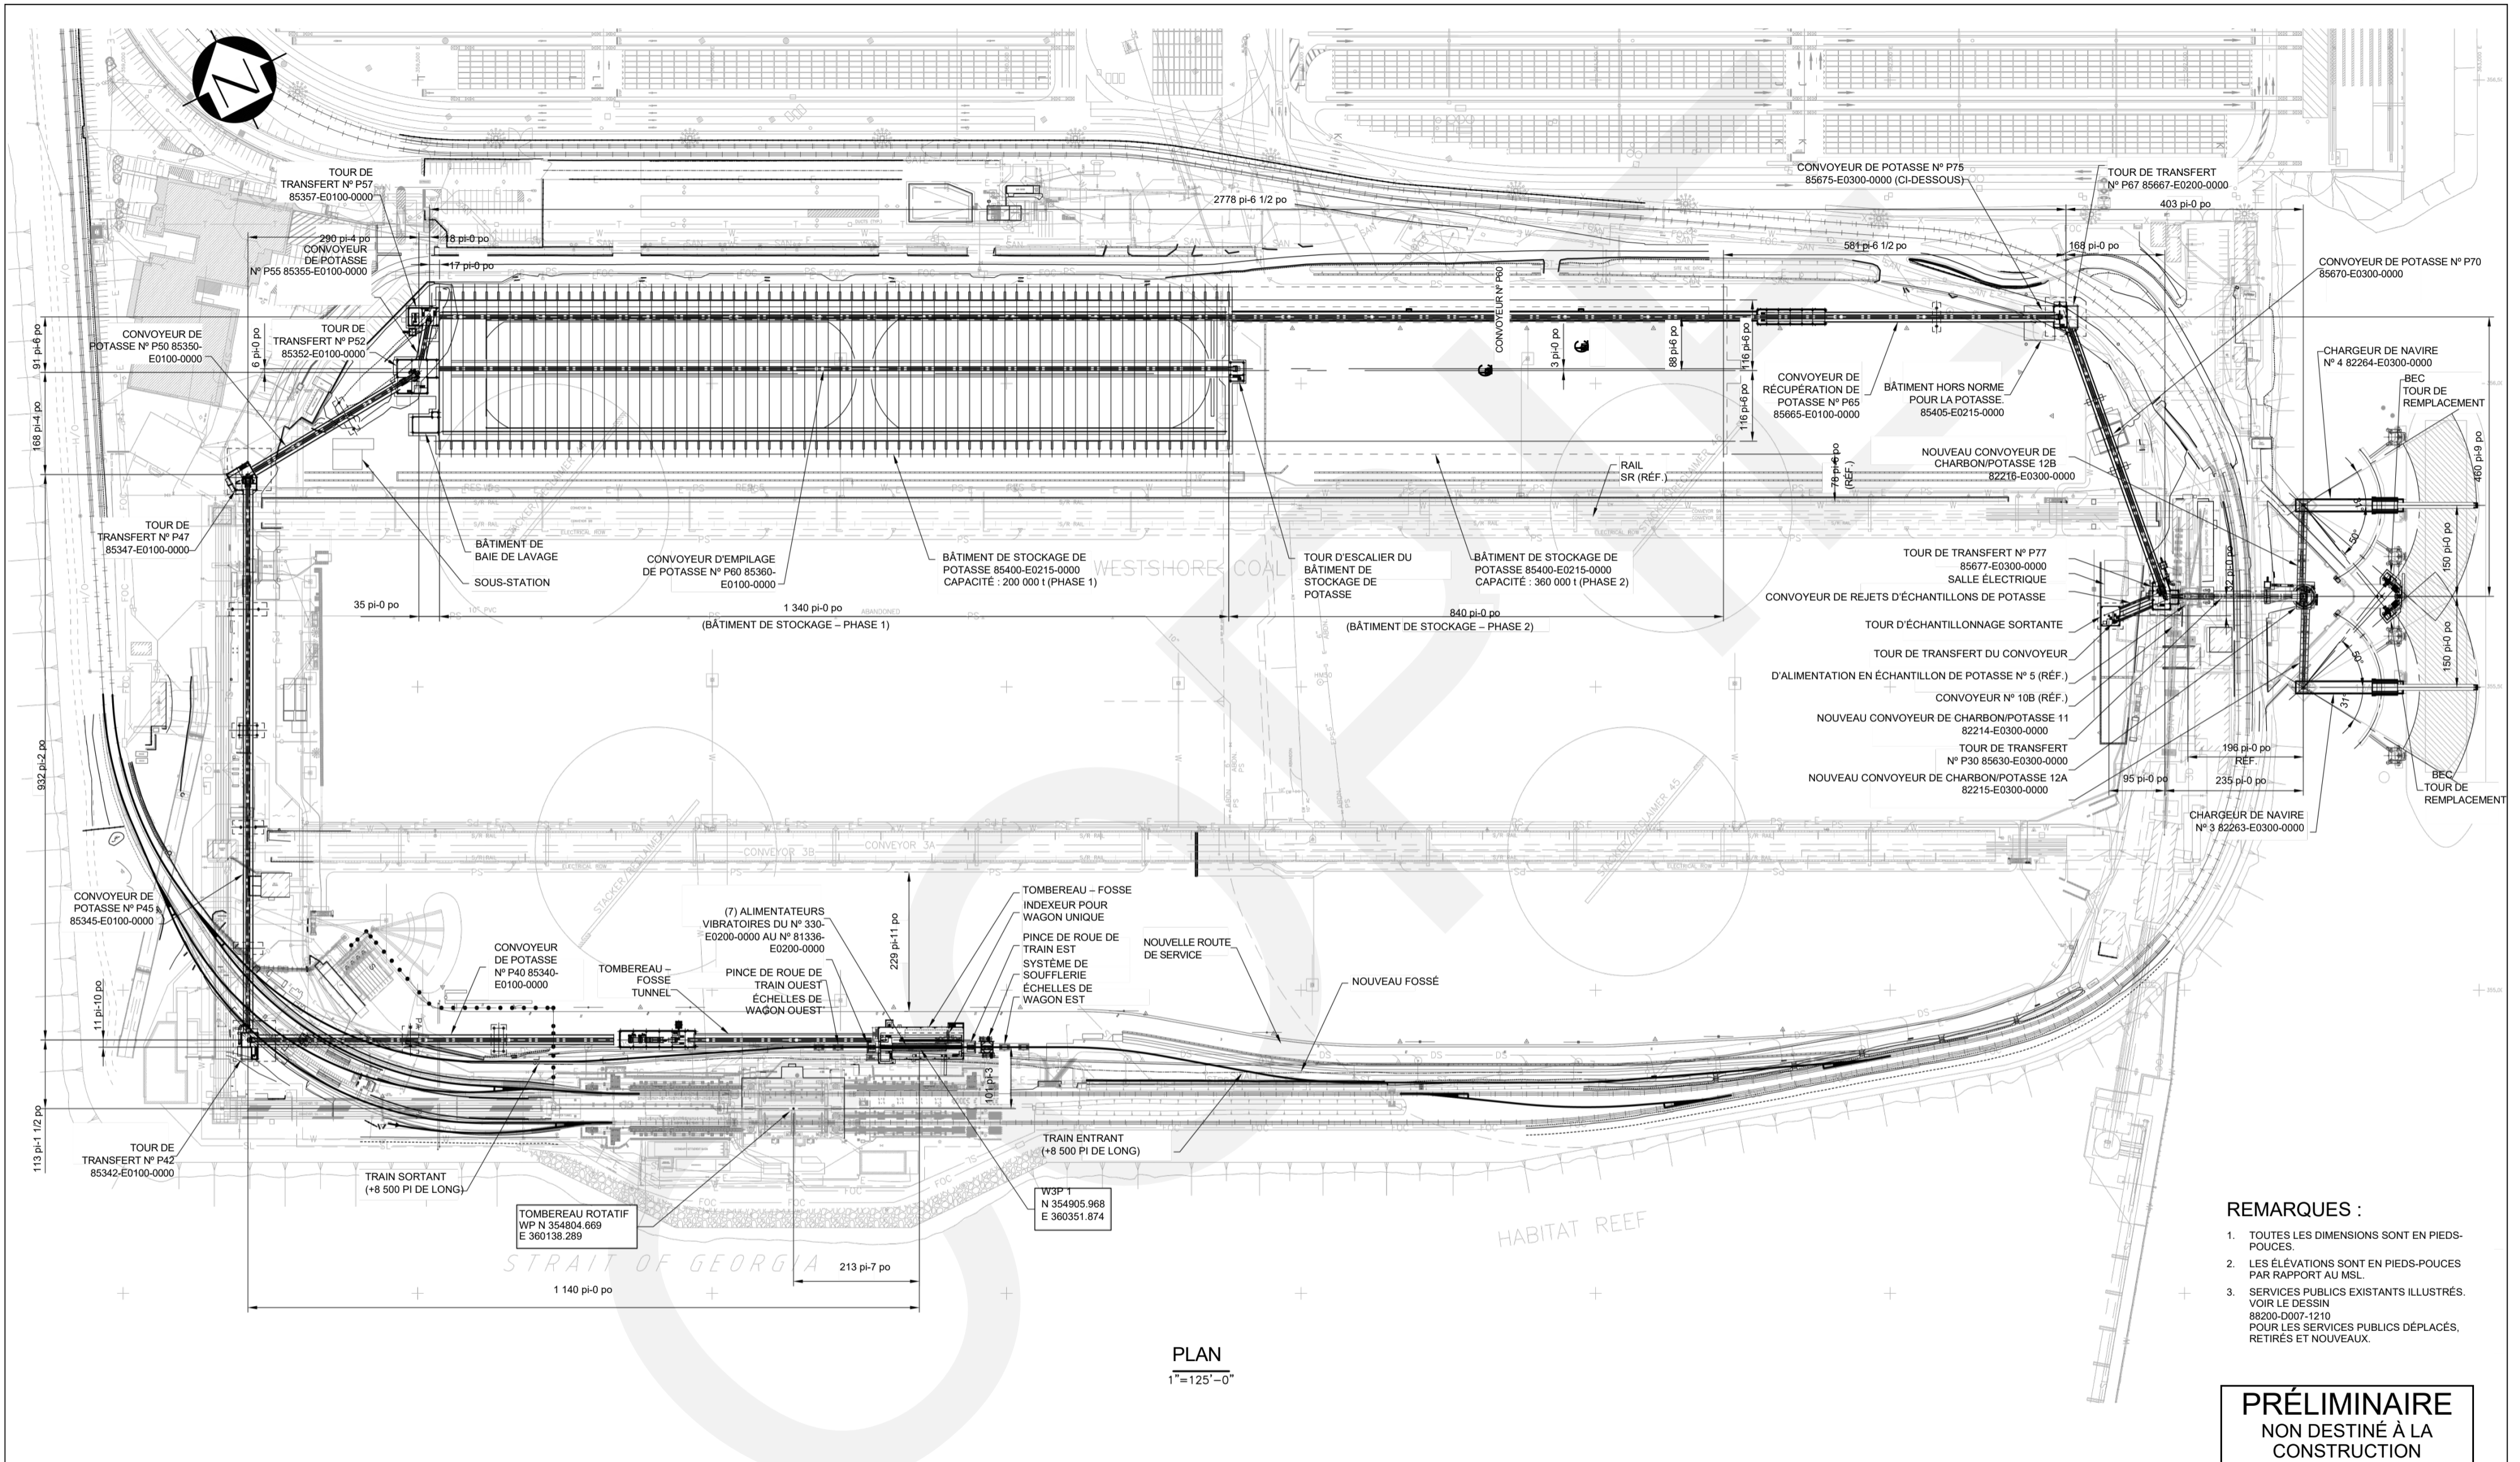 N
TOUR DE
TRANSFERT Nº P57
85357-E0100-0000
290 pi-4 po
18 pi-0 po
CONVOYEUR
DE POTASSE
Nº P55 85355-E0100-0000
17 pi-0 po
2778 pi-6 1/2 po
CONVOYEUR DE POTASSE Nº P75
85675-E0300-0000 (CI-DESSOUS)
TOUR DE TRANSFERT
Nº P67 85667-E0200-0000
403 pi-0 po
581 pi-6 1/2 po
168 pi-0 po
CONVOYEUR DE POTASSE Nº P70
85670-E0300-0000
91 pi-6 po
168 pi-4 po
6 pi-0 po
CONVOYEUR DE
POTASSE Nº P50 85350-
E0100-0000
TOUR DE
TRANSFERT Nº P52
85352-E0100-0000
CONVOYEUR Nº P60
3 pi-0 po
88 pi-6 po
116 pi-6 po
116 pi-6 po
78 pi-6 po
(RÉF.)
CONVOYEUR DE
RÉCUPÉRATION DE
POTASSE Nº P65
85665-E0100-0000
BÂTIMENT HORS NORME
POUR LA POTASSE.
85405-E0215-0000
CHARGEUR DE NAVIRE
Nº 4 82264-E0300-0000
BEC
TOUR DE
REMPLACEMENT
460 pi-9 po
NOUVEAU CONVOYEUR DE
CHARBON/POTASSE 12B
82216-E0300-0000
RAIL
SR (RÉF.)
31°
50°
150 pi-0 po
150 pi-0 po
50°
31°
TOUR DE
TRANSFERT Nº P47
85347-E0100-0000
BÂTIMENT DE
BAIE DE LAVAGE
SOUS-STATION
CONVOYEUR D'EMPILAGE
DE POTASSE Nº P60 85360-
E0100-0000
BÂTIMENT DE STOCKAGE DE
POTASSE 85400-E0215-0000
CAPACITÉ : 200 000 t (PHASE 1)
WESTSHORE COAL
TOUR D'ESCALIER DU
BÂTIMENT DE
STOCKAGE DE
POTASSE
BÂTIMENT DE STOCKAGE DE
POTASSE 85400-E0215-0000
CAPACITÉ : 360 000 t (PHASE 2)
35 pi-0 po
1 340 pi-0 po
(BÂTIMENT DE STOCKAGE – PHASE 1)
840 pi-0 po
(BÂTIMENT DE STOCKAGE – PHASE 2)
ABANDONED
TOUR DE TRANSFERT Nº P77
85677-E0300-0000
SALLE ÉLECTRIQUE
CONVOYEUR DE REJETS D'ÉCHANTILLONS DE POTASSE
TOUR D'ÉCHANTILLONNAGE SORTANTE
TOUR DE TRANSFERT DU CONVOYEUR
D'ALIMENTATION EN ÉCHANTILLON DE POTASSE Nº 5 (RÉF.)
CONVOYEUR Nº 10B (RÉF.)
NOUVEAU CONVOYEUR DE CHARBON/POTASSE 11
82214-E0300-0000
TOUR DE TRANSFERT
Nº P30 85630-E0300-0000
NOUVEAU CONVOYEUR DE CHARBON/POTASSE 12A
82215-E0300-0000
196 pi-0 po
RÉF.
95 pi-0 po
235 pi-0 po
BEC
TOUR DE
REMPLACEMENT
CHARGEUR DE NAVIRE
Nº 3 82263-E0300-0000
932 pi-2 po
STACKER/RECLAIMER 47
CONVEYOR 3B
CONVEYOR 3A
STACKER/RECLAIMER 45
CONVOYEUR DE
POTASSE Nº P45
85345-E0100-0000
CONVOYEUR
DE POTASSE
Nº P40 85340-
E0100-0000
TOMBEREAU –
FOSSE
TUNNEL
(7) ALIMENTATEURS
VIBRATOIRES DU Nº 330-
E0200-0000 AU Nº 81336-
E0200-0000
PINCE DE ROUE DE
TRAIN OUEST
ÉCHELLES DE
WAGON OUEST
229 pi-11 po
TOMBEREAU – FOSSE
INDEXEUR POUR
WAGON UNIQUE
PINCE DE ROUE DE
TRAIN EST
SYSTÈME DE
SOUFFLERIE
ÉCHELLES DE
WAGON EST
NOUVELLE ROUTE
DE SERVICE
NOUVEAU FOSSÉ
11 pi-10 po
101 pi-3
113 pi-1 1/2 po
TOUR DE
TRANSFERT Nº P42
85342-E0100-0000
TRAIN SORTANT
(+8 500 PI DE LONG)
TRAIN ENTRANT
(+8 500 PI DE LONG)
TOMBEREAU ROTATIF
WP N 354804.669
E 360138.289
W3P 1
N 354905.968
E 360351.874
STRAIT OF GEORGIA
HABITAT REEF
213 pi-7 po
1 140 pi-0 po
PLAN
1"=125'-0"
REMARQUES :
1. TOUTES LES DIMENSIONS SONT EN PIEDS-
POUCES.
2. LES ÉLÉVATIONS SONT EN PIEDS-POUCES
PAR RAPPORT AU MSL.
3. SERVICES PUBLICS EXISTANTS ILLUSTRÉS.
VOIR LE DESSIN
88200-D007-1210
POUR LES SERVICES PUBLICS DÉPLACÉS,
RETIRÉS ET NOUVEAUX.
PRÉLIMINAIRE
NON DESTINÉ À LA
CONSTRUCTION